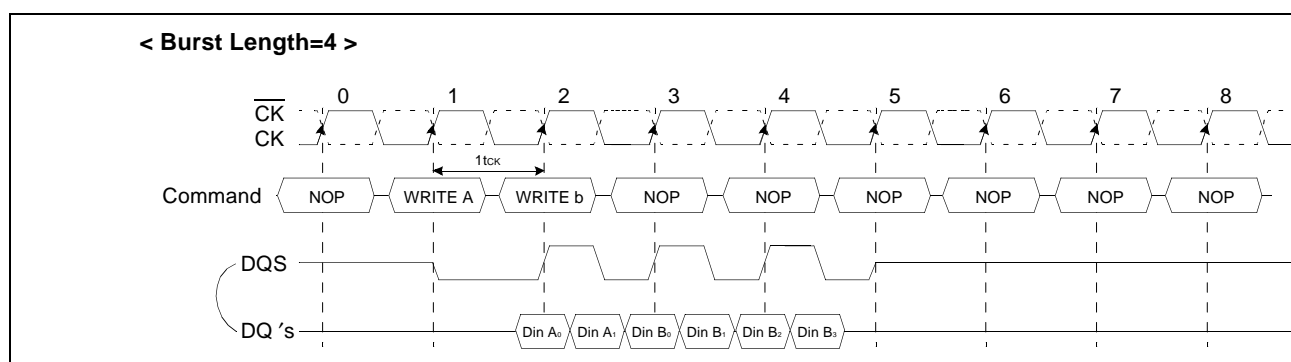 < Burst Length=4 >
0 1 2 3 4 5 6 7 8
CK
CK
1tCK
Command NOP WRITE A WRITE b NOP NOP NOP NOP NOP NOP
DQS
DQ ′s Din A0 Din A1 Din B0 Din B1 Din B2 Din B3